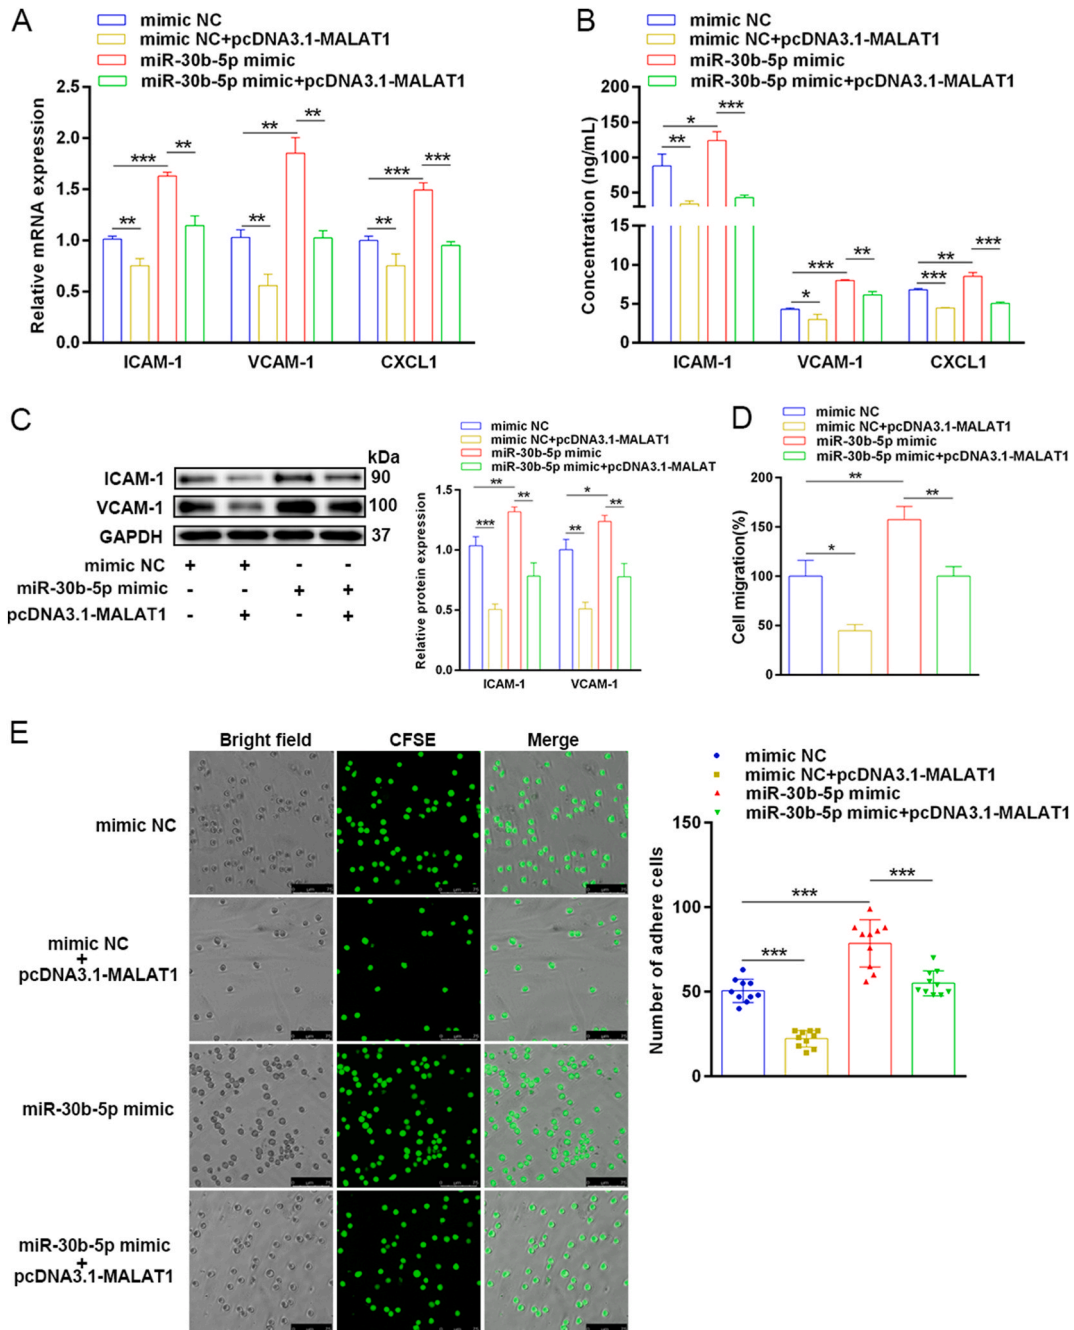 A
mimic NC
mimic NC+pcDNA3.1-MALAT1
miR-30b-5p mimic
miR-30b-5p mimic+pcDNA3.1-MALAT1
Relative mRNA expression
2.5
2.0
1.5
1.0
0.5
0.0
*** ** ** ** ** ** *** *** **
ICAM-1 VCAM-1 CXCL1
B
mimic NC
mimic NC+pcDNA3.1-MALAT1
miR-30b-5p mimic
miR-30b-5p mimic+pcDNA3.1-MALAT1
Concentration (ng/mL)
200
150
100
50
15
10
5
0
* *** ** *** ** * ** *** ***
ICAM-1 VCAM-1 CXCL1
C
kDa
ICAM-1 90
VCAM-1 100
GAPDH 37
mimic NC + + - -
miR-30b-5p mimic - - + +
pcDNA3.1-MALAT1 - + - +
mimic NC
mimic NC+pcDNA3.1-MALAT1
miR-30b-5p mimic
miR-30b-5p mimic+pcDNA3.1-MALAT
Relative protein expression
1.5
1.0
0.5
0.0
** ** *** * ** **
ICAM-1 VCAM-1
D
mimic NC
mimic NC+pcDNA3.1-MALAT1
miR-30b-5p mimic
miR-30b-5p mimic+pcDNA3.1-MALAT1
Cell migration(%)
200
150
100
50
0
** ** *
E
Bright field CFSE Merge
mimic NC
mimic NC
+
pcDNA3.1-MALAT1
miR-30b-5p mimic
miR-30b-5p mimic
+
pcDNA3.1-MALAT1
mimic NC
mimic NC+pcDNA3.1-MALAT1
miR-30b-5p mimic
miR-30b-5p mimic+pcDNA3.1-MALAT1
Number of adhere cells
150
100
50
0
*** *** ***